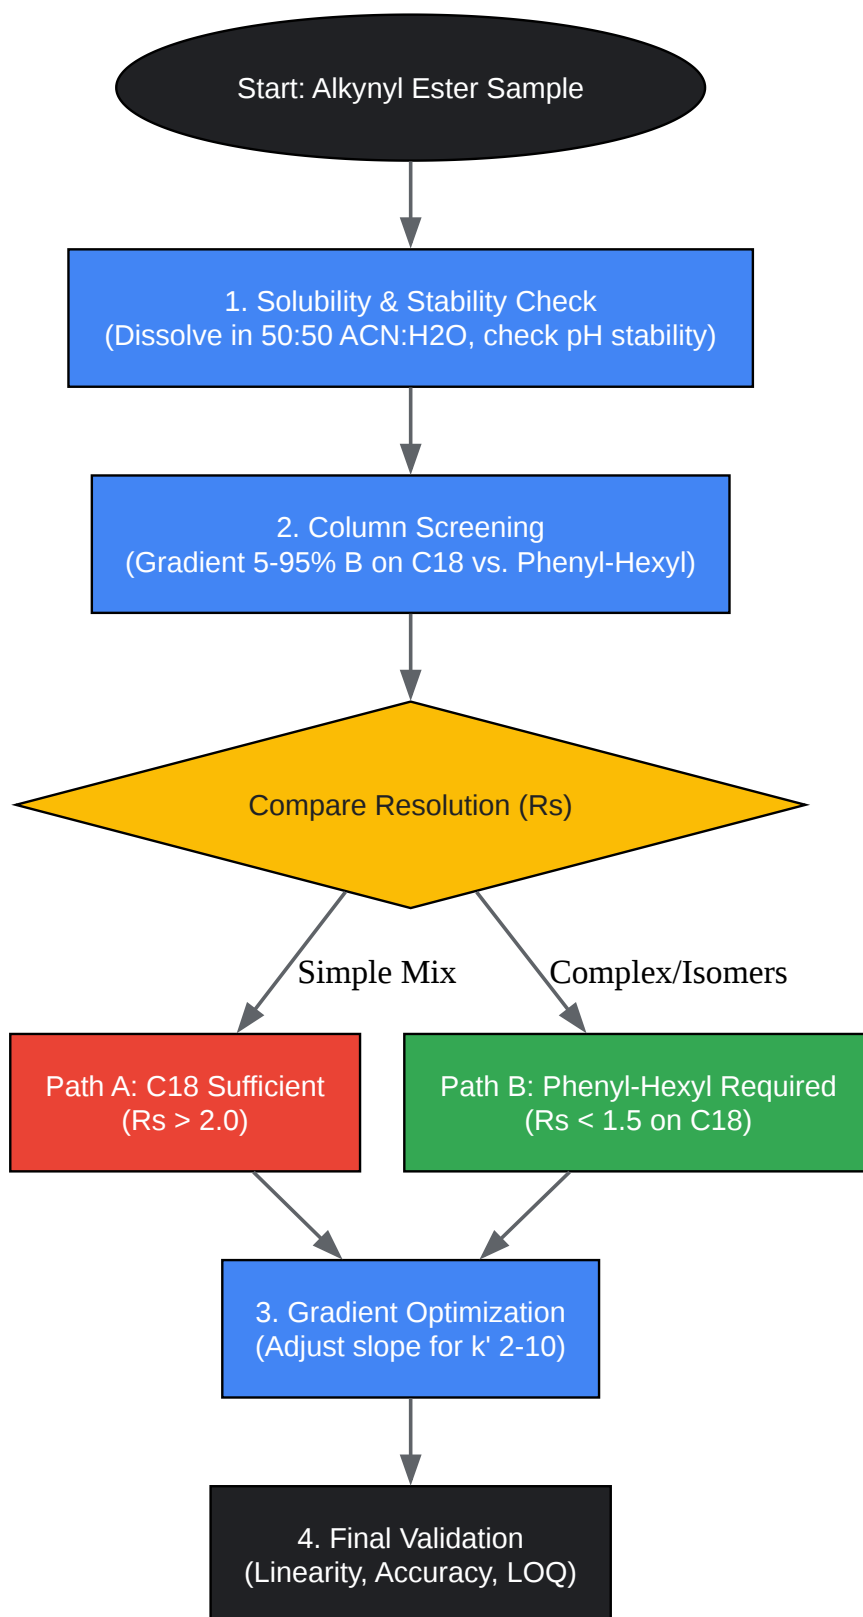 Start: Alkynyl Ester Sample
1. Solubility & Stability Check
(Dissolve in 50:50 ACN:H2O, check pH stability)
2. Column Screening
(Gradient 5-95% B on C18 vs. Phenyl-Hexyl)
Compare Resolution (Rs)
Simple Mix
Complex/Isomers
Path A: C18 Sufficient
(Rs > 2.0)
Path B: Phenyl-Hexyl Required
(Rs < 1.5 on C18)
3. Gradient Optimization
(Adjust slope for k' 2-10)
4. Final Validation
(Linearity, Accuracy, LOQ)